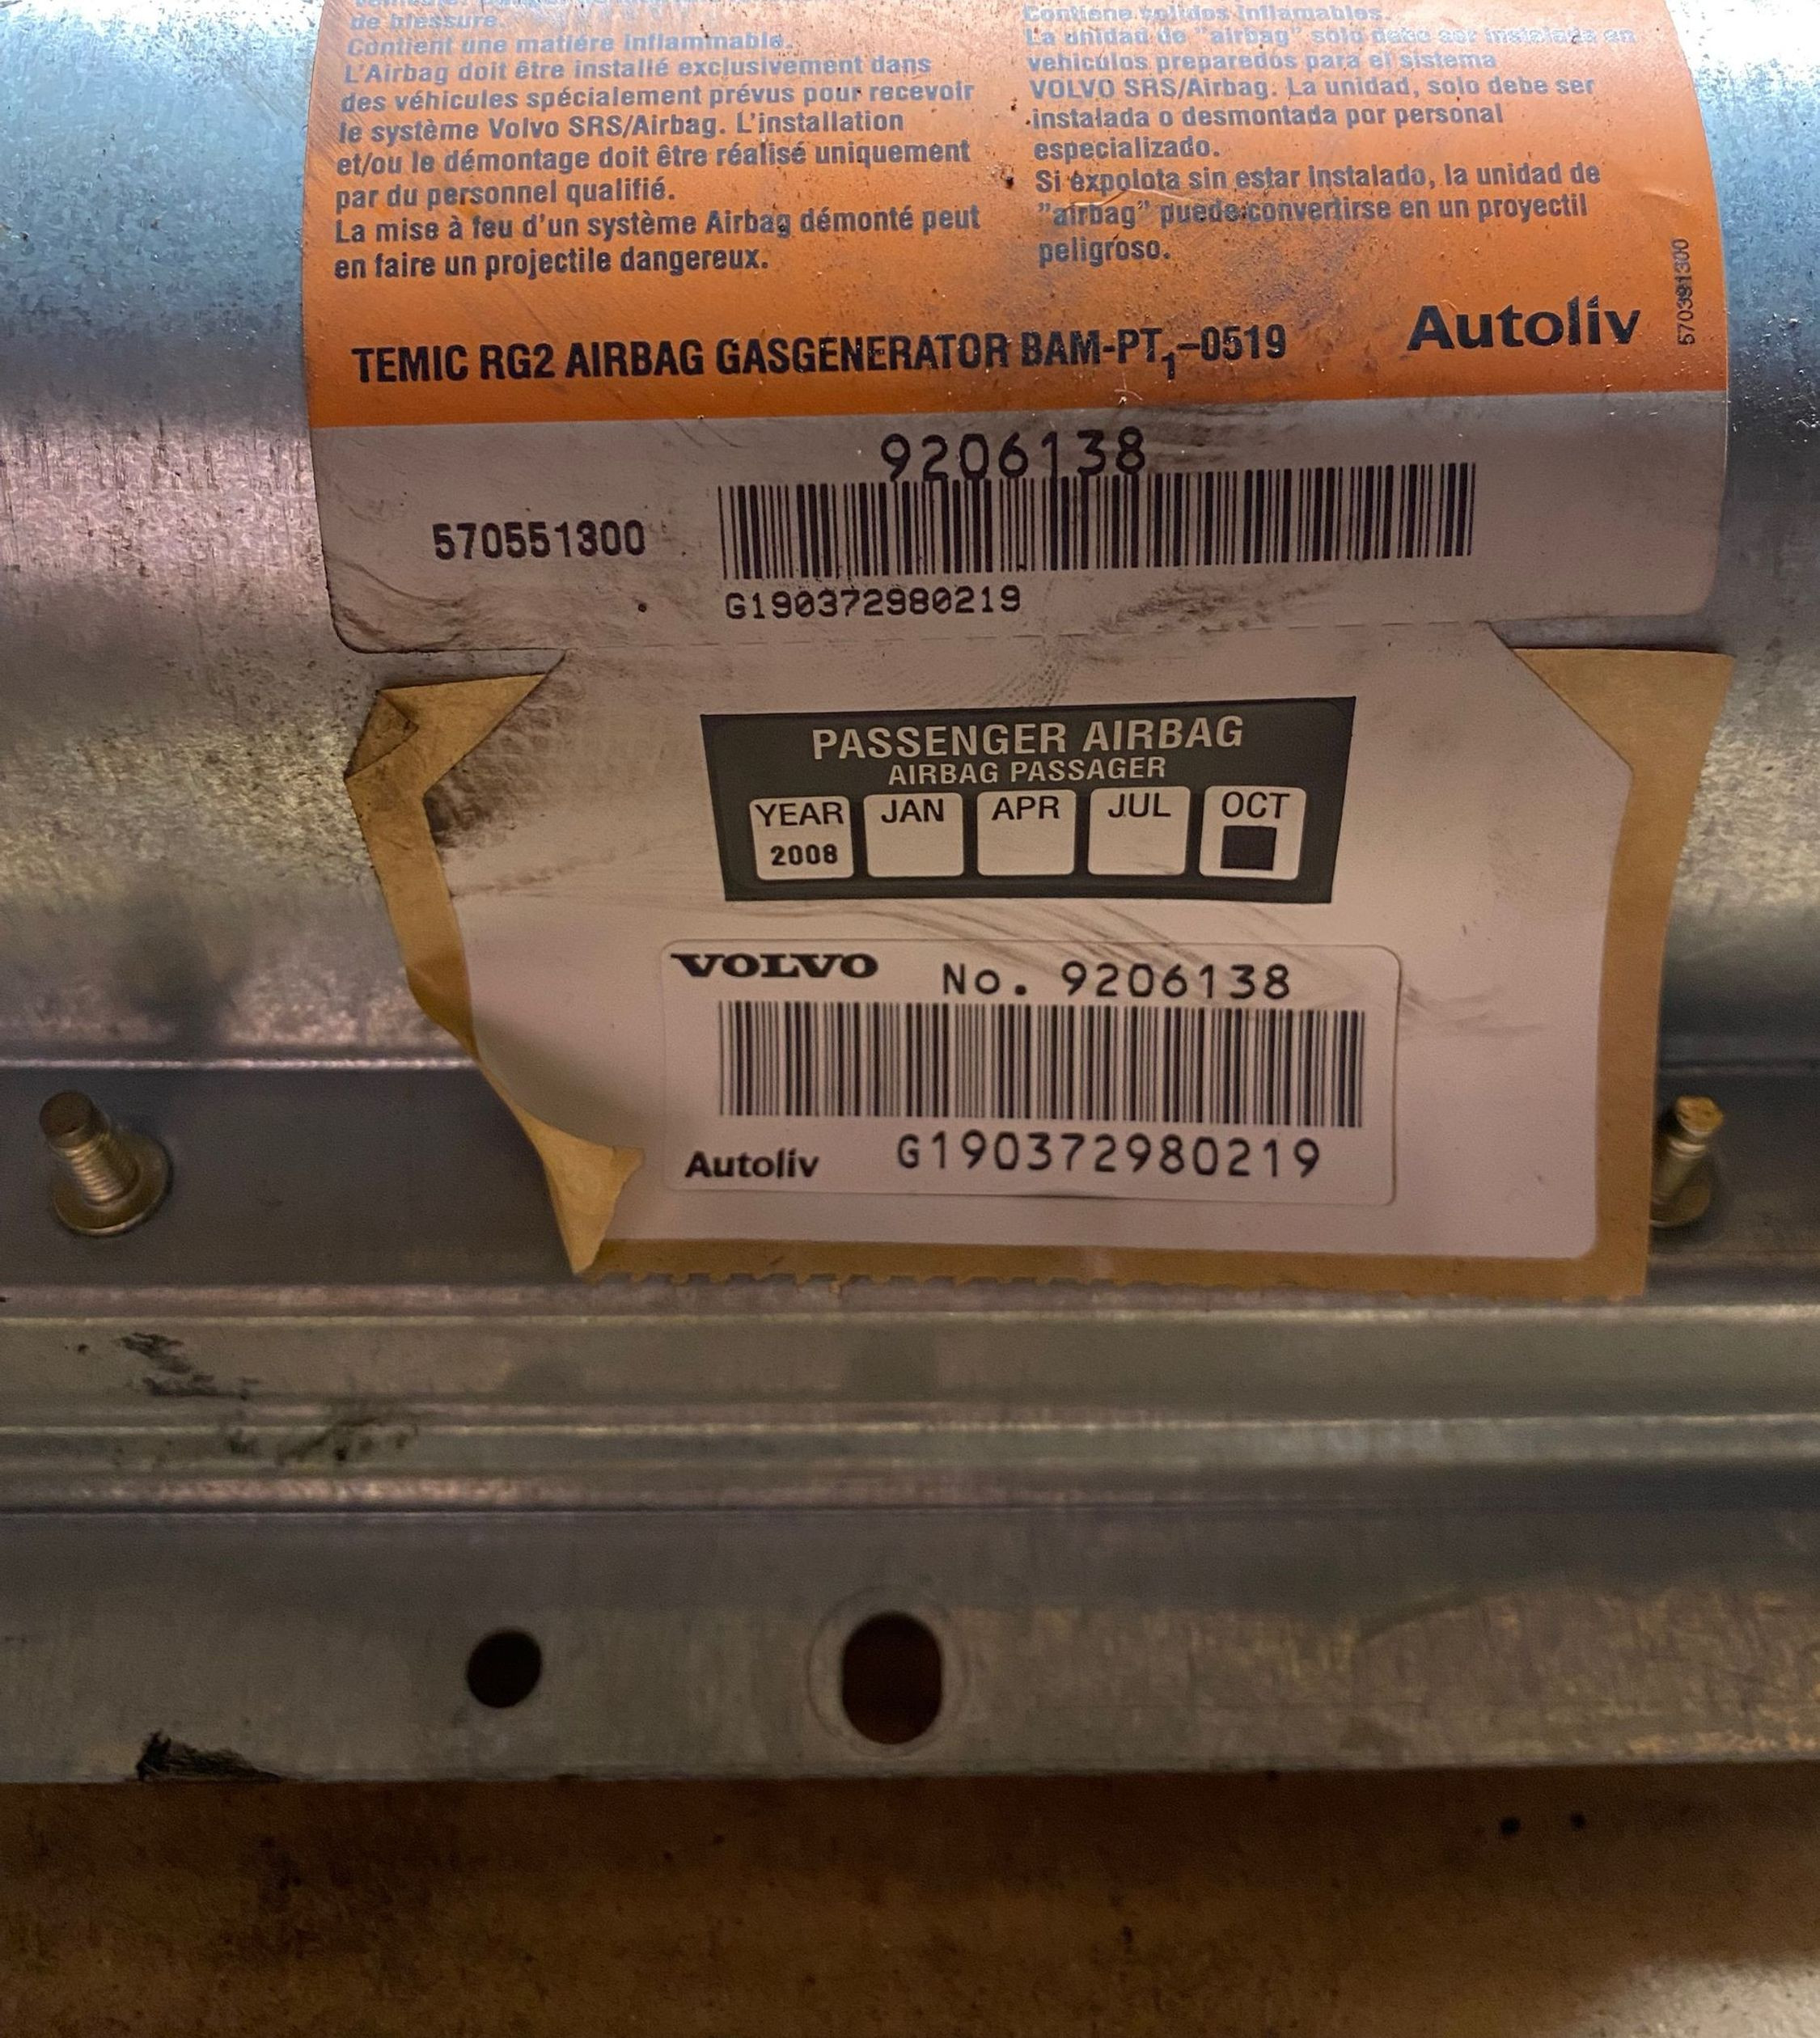 de blessure.
Contient une matière inflammable.
L'Airbag doit être installé exclusivement dans
des véhicules spécialement prévus pour recevoir
le système Volvo SRS/Airbag. L'installation
et/ou le démontage doit être réalisé uniquement
par du personnel qualifié.
La mise à feu d'un système Airbag démonté peut
en faire un projectile dangereux.
Contiene solidos inflamables.
La unidad de "airbag" solo debe ser instalada en
vehiculos preparedos para el sistema
VOLVO SRS/Airbag. La unidad, solo debe ser
instalada o desmontada por personal
especializado.
Si expolota sin estar instalado, la unidad de
"airbag" puede convertirse en un proyectil
peligroso.
570391300
TEMIC RG2 AIRBAG GASGENERATOR BAM-PT1-0519
Autoliv
9206138
570551300
G190372980219
PASSENGER AIRBAG
AIRBAG PASSAGER
YEAR JAN APR JUL OCT
2008
VOLVO No. 9206138
Autoliv G190372980219